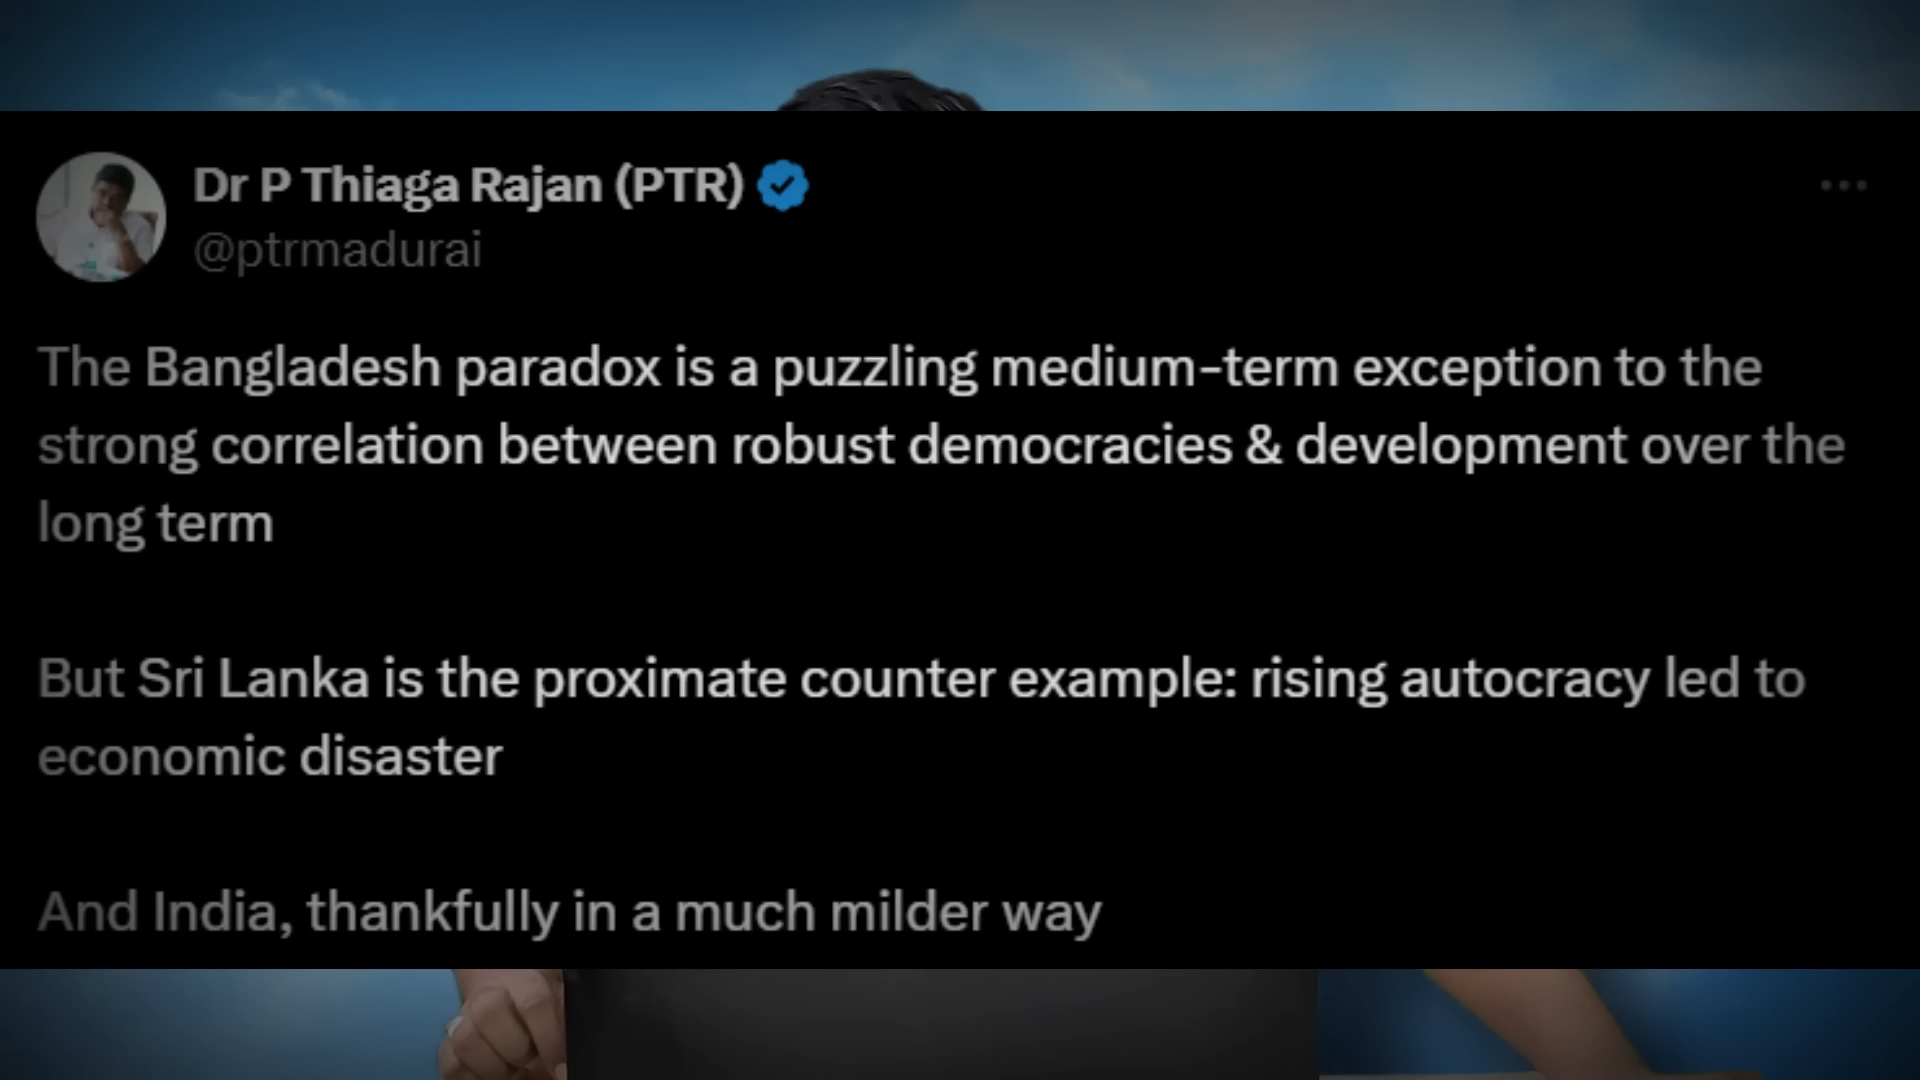 Dr P Thiaga Rajan (PTR)
@ptrmadurai
The Bangladesh paradox is a puzzling medium-term exception to the
strong correlation between robust democracies & development over the
long term
But Sri Lanka is the proximate counter example: rising autocracy led to
economic disaster
And India, thankfully in a much milder way